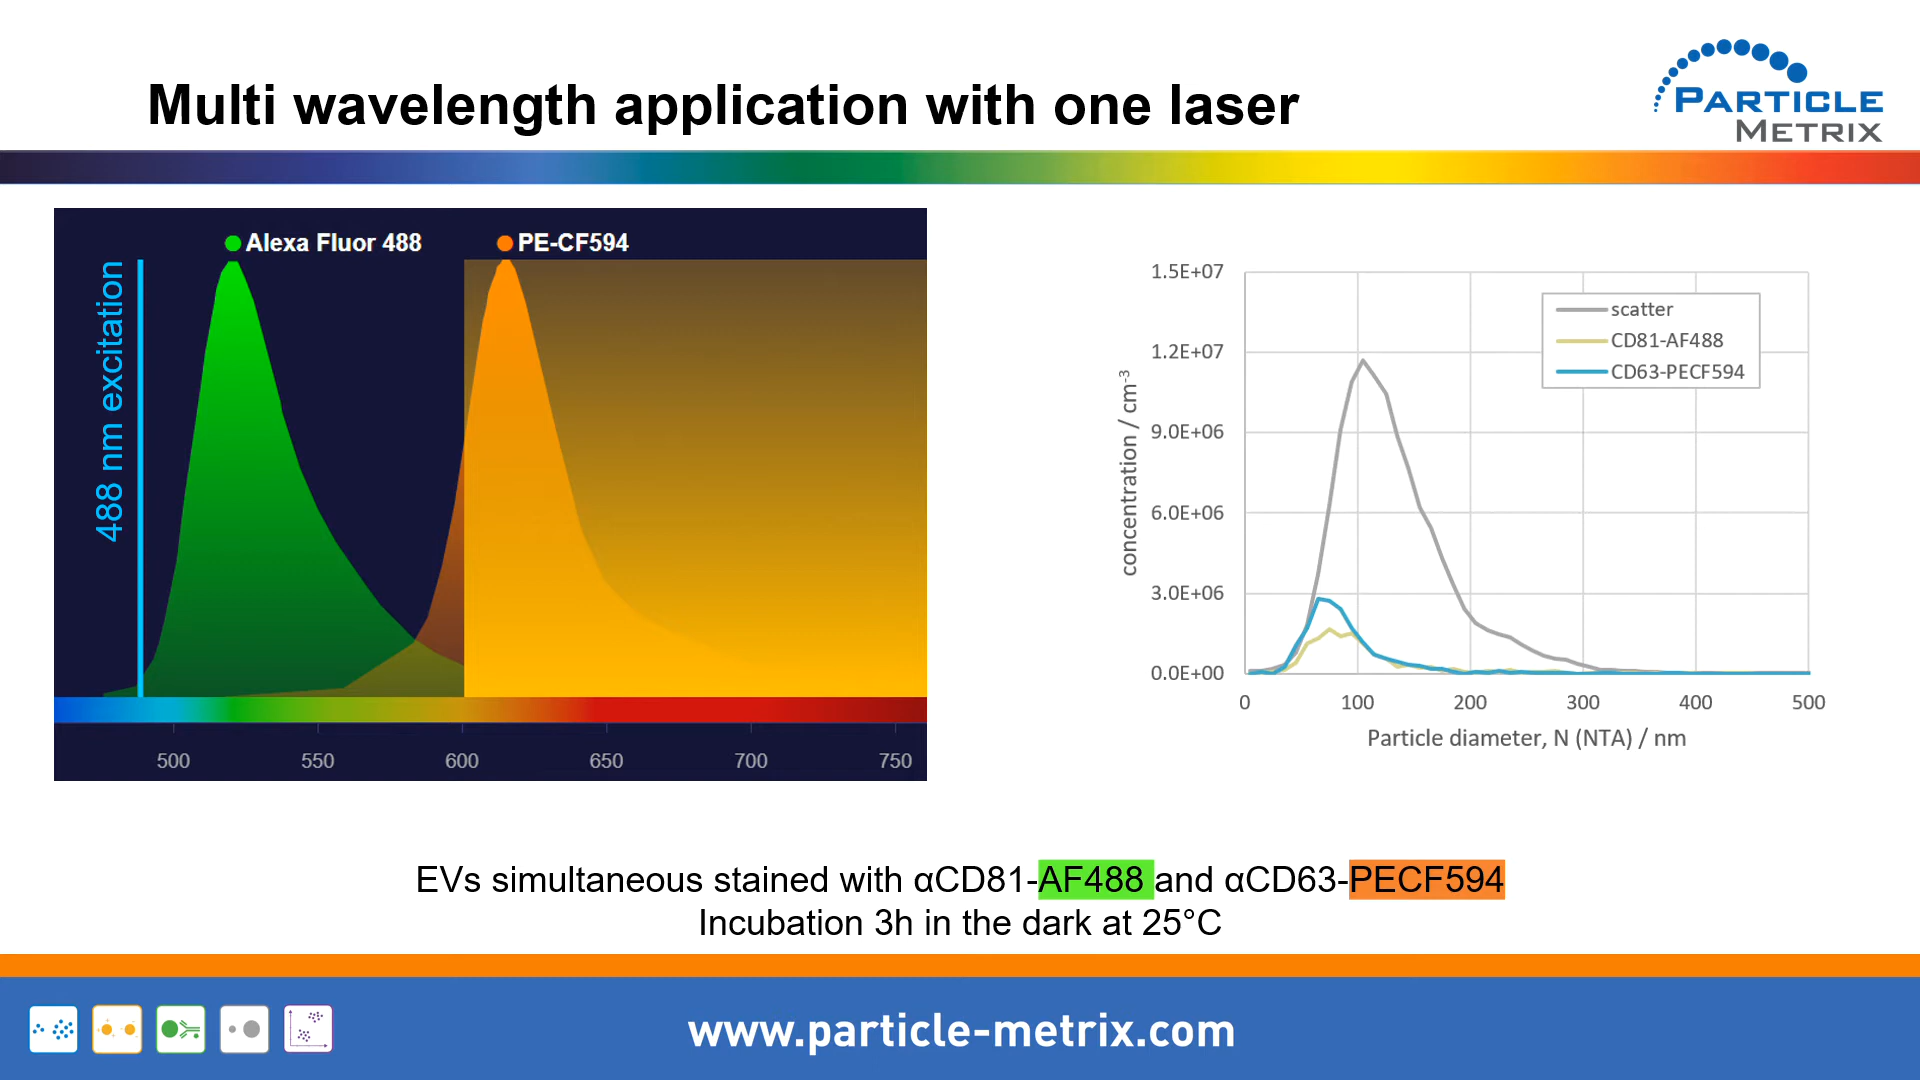 Multi wavelength application with one laser
PARTICLE
METRIX
488 nm excitation
Alexa Fluor 488
PE-CF594
500
550
600
650
700
750
concentration / cm-3
1.5E+07
1.2E+07
9.0E+06
6.0E+06
3.0E+06
0.0E+00
scatter
CD81-AF488
CD63-PECF594
0
100
200
300
400
500
Particle diameter, N (NTA) / nm
EVs simultaneous stained with αCD81-AF488 and αCD63-PECF594
Incubation 3h in the dark at 25°C
www.particle-metrix.com